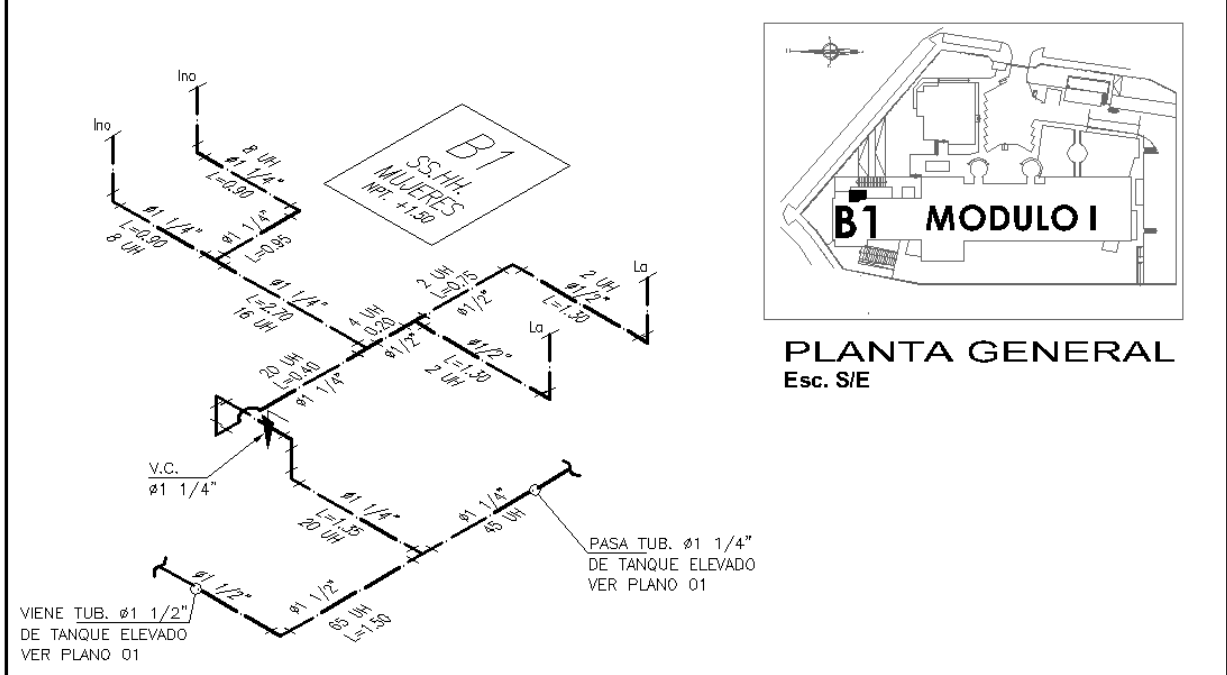 Ino
Ino
8 UH
ø1 1/4"
L=0.90
ø1 1/4"
L=0.90
8 UH
ø1 1/4"
L=0.95
B1
SS.HH.
MUJERES
NPT. +1.50
ø1 1/4"
L=2.70
16 UH
4 UH
0.20
ø1/2"
2 UH
L=0.75
ø1/2"
2 UH
ø1/2"
L=1.30
La
La
ø1/2"
L=1.30
2 UH
20 UH
L=0.40
ø1 1/4"
V.C.
ø1 1/4"
ø1 1/4"
L=1.35
20 UH
ø1 1/4"
45 UH
PASA TUB. ø1 1/4"
DE TANQUE ELEVADO
VER PLANO 01
ø1 1/2"
ø1 1/2"
65 UH
L=1.50
VIENE TUB. ø1 1/2"
DE TANQUE ELEVADO
VER PLANO 01
B1
MODULO I
PLANTA GENERAL
Esc. S/E